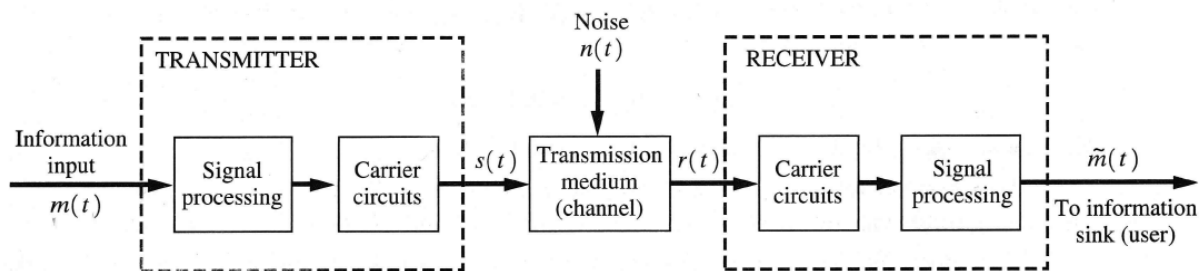 Noise
n(t)
TRANSMITTER
RECEIVER
Information
input
m(t)
Signal
processing
Carrier
circuits
s(t)
Transmission
medium
(channel)
r(t)
Carrier
circuits
Signal
processing
m̃(t)
To information
sink (user)